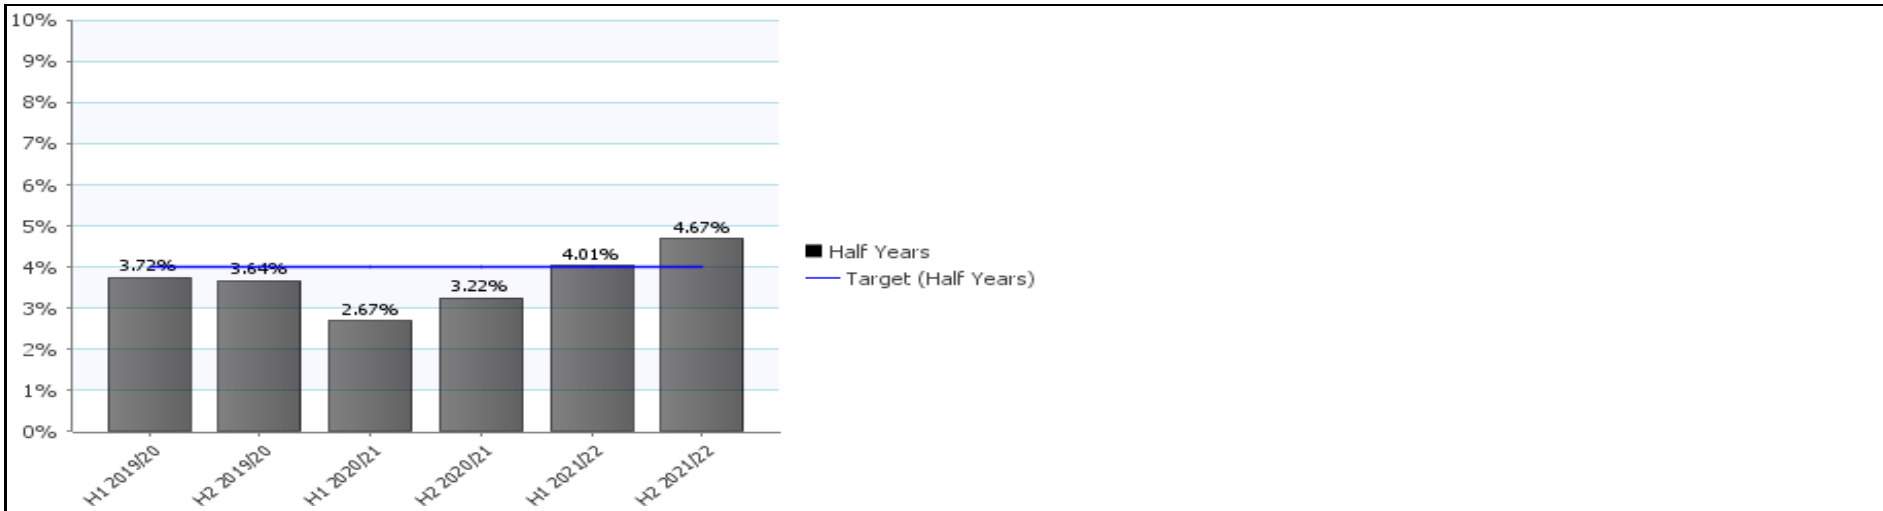 10%
9%
8%
7%
6%
5%
4%
3%
2%
1%
0%
3.72%
3.64%
2.67%
3.22%
4.01%
4.67%
H1 2019/20
H2 2019/20
H1 2020/21
H2 2020/21
H1 2021/22
H2 2021/22
Half Years
Target (Half Years)